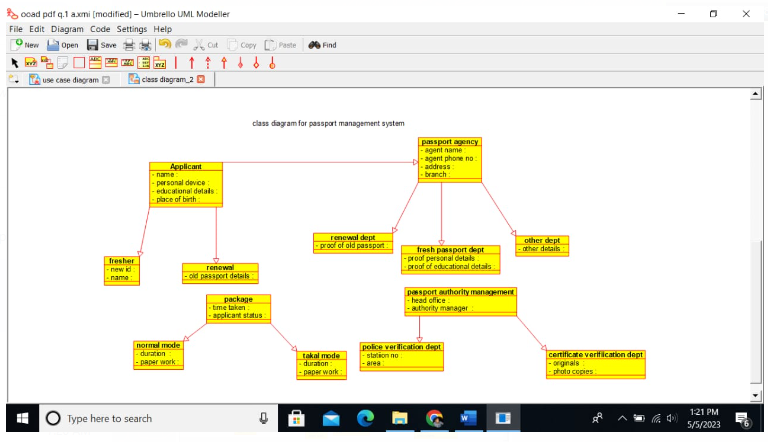 ooad pdf q.1 a.xmi [modified] – Umbrello UML Modeller
File Edit Diagram Code Settings Help
New Open Save Cut Copy Paste Find
use case diagram class diagram_2
class diagram for passport management system
passport agency
- agent name :
- agent phone no :
- address :
- branch :
Applicant
- name :
- personal device :
- educational details :
- place of birth :
renewal dept
- proof of old passport :
fresh passport dept
- proof personal details :
- proof of educational details :
other dept
- other details :
fresher
- new id :
- name :
renewal
- old passport details :
package
- time taken :
- applicant status :
passport authority management
- head office :
- authority manager :
normal mode
- duration :
- paper work :
takal mode
- duration :
- paper work :
police verification dept
- statiion no :
- area :
certificate verifilication dept
- orginals :
- photo copies :
Type here to search
1:21 PM
5/5/2023
6